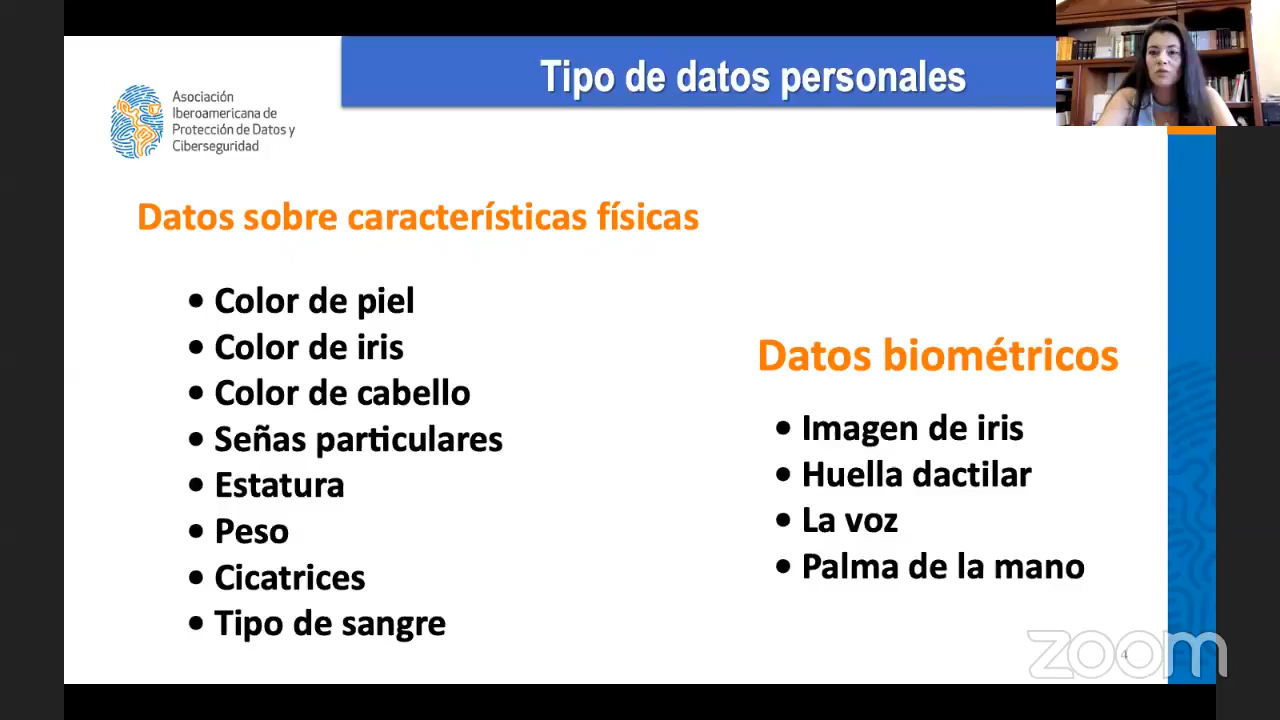 Tipo de datos personales
Asociación
Iberoamericana de
Protección de Datos y
Ciberseguridad
Datos sobre características físicas
• Color de piel
• Color de iris
• Color de cabello
• Señas particulares
• Estatura
• Peso
• Cicatrices
• Tipo de sangre
Datos biométricos
• Imagen de iris
• Huella dactilar
• La voz
• Palma de la mano
zoom
4